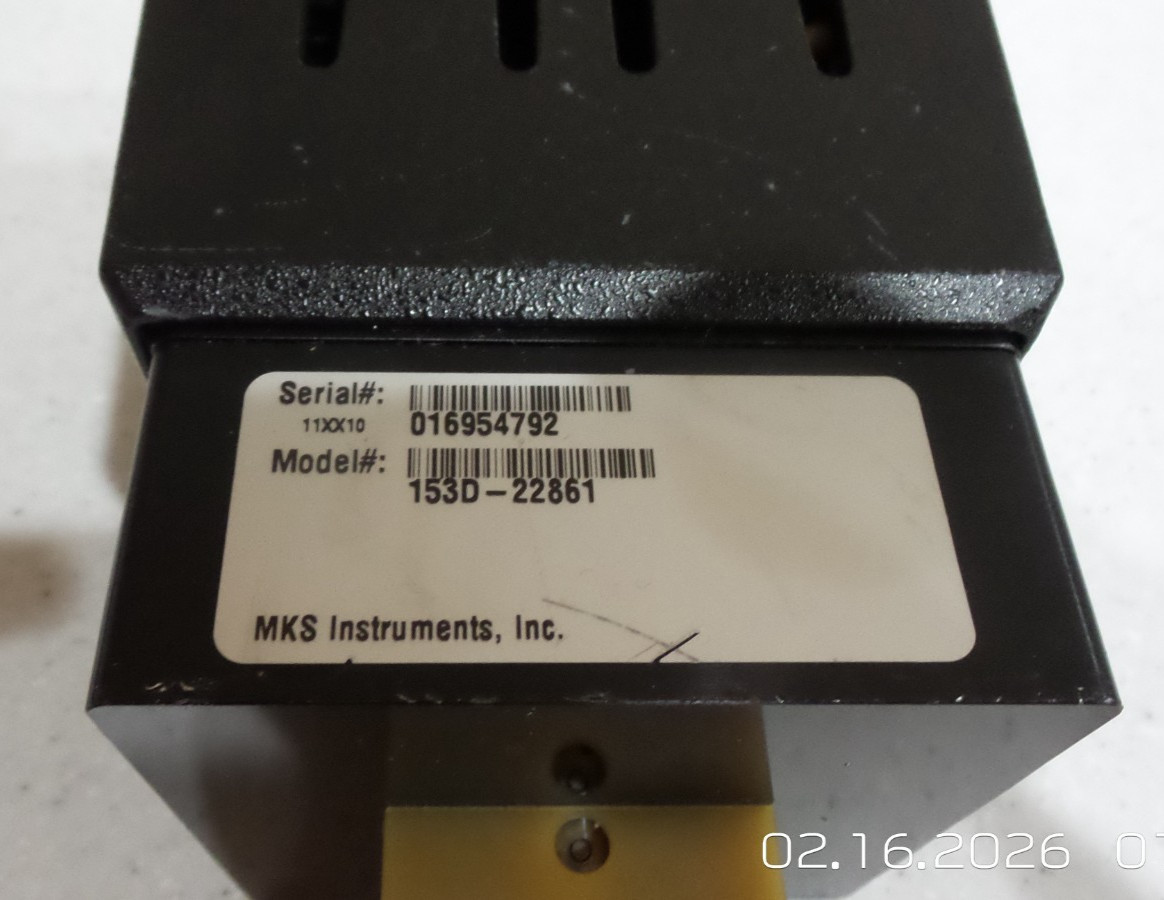 Serial#:
11XX10 016954792
Model#:
153D-22861
MKS Instruments, Inc.
02.16.2026